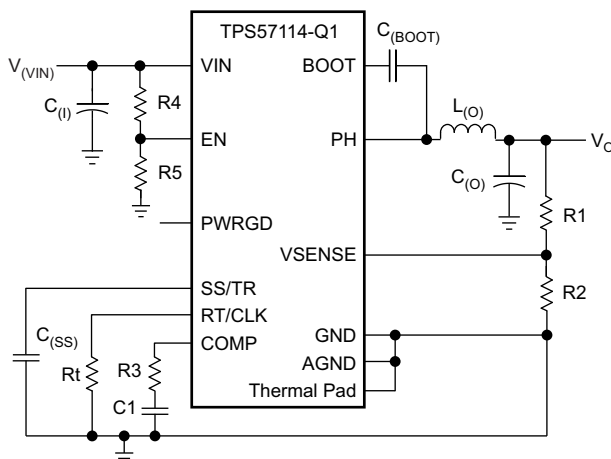 TPS57114-Q1
C(BOOT)
V(VIN)
VIN
BOOT
C(I)
R4
L(O)
EN
PH
VO
R5
C(O)
R1
PWRGD
VSENSE
R2
SS/TR
C(SS)
RT/CLK
GND
COMP
Rt
R3
AGND
C1
Thermal Pad